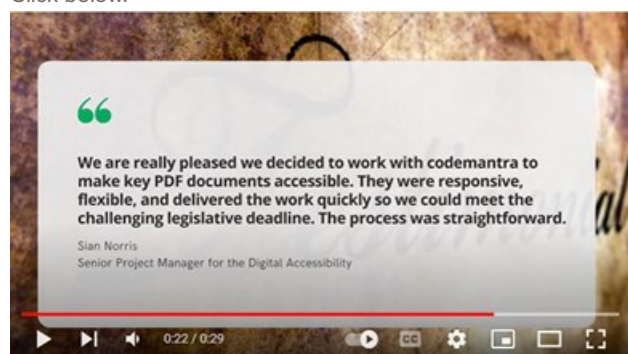 Click below:
❝
We are really pleased we decided to work with codemantra to
make key PDF documents accessible. They were responsive,
flexible, and delivered the work quickly so we could meet the
challenging legislative deadline. The process was straightforward.
Testimonial
Sian Norris
Senior Project Manager for the Digital Accessibility
0:22 / 0:29
CC